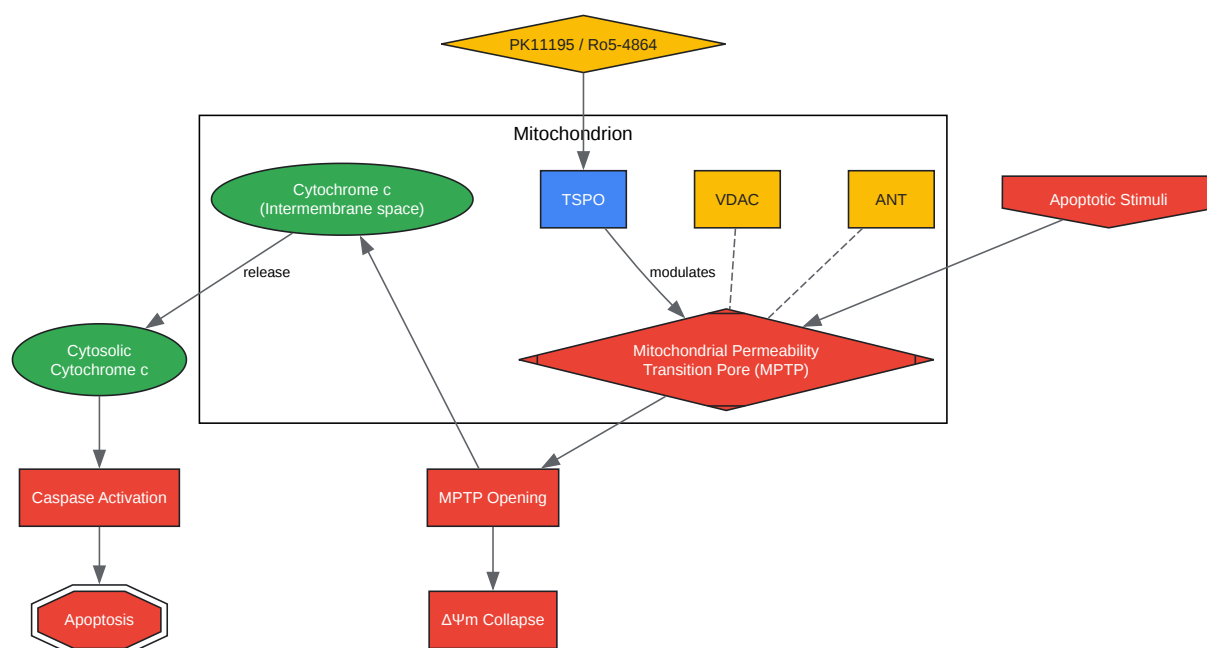 PK11195 / Ro5-4864
Mitochondrion
Cytochrome c
(Intermembrane space)
TSPO
VDAC
ANT
Apoptotic Stimuli
release
modulates
Cytosolic
Cytochrome c
Mitochondrial Permeability
Transition Pore (MPTP)
Caspase Activation
MPTP Opening
Apoptosis
ΔΨm Collapse